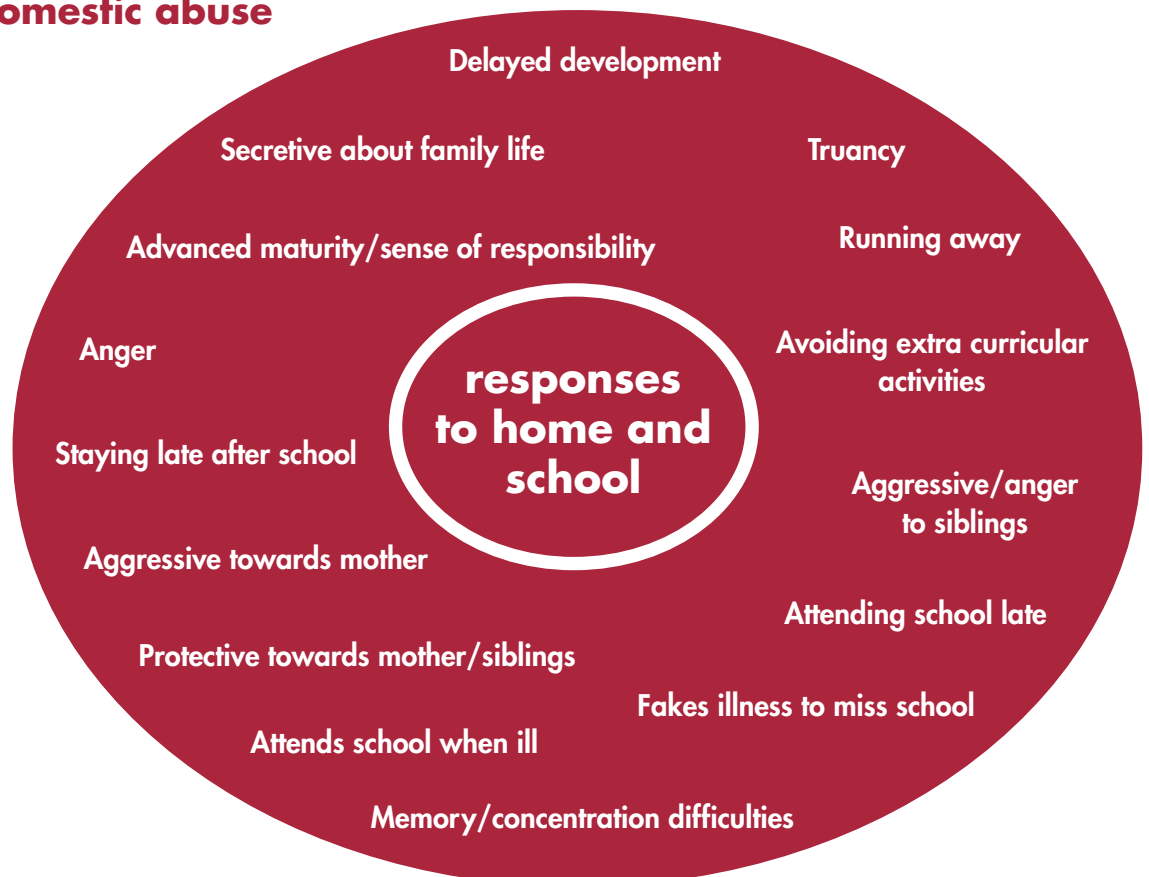 omestic abuse
Delayed development
Secretive about family life
Truancy
Advanced maturity/sense of responsibility
Running away
Anger
Avoiding extra curricular
activities
responses
to home and
school
Staying late after school
Aggressive/anger
to siblings
Aggressive towards mother
Attending school late
Protective towards mother/siblings
Fakes illness to miss school
Attends school when ill
Memory/concentration difficulties